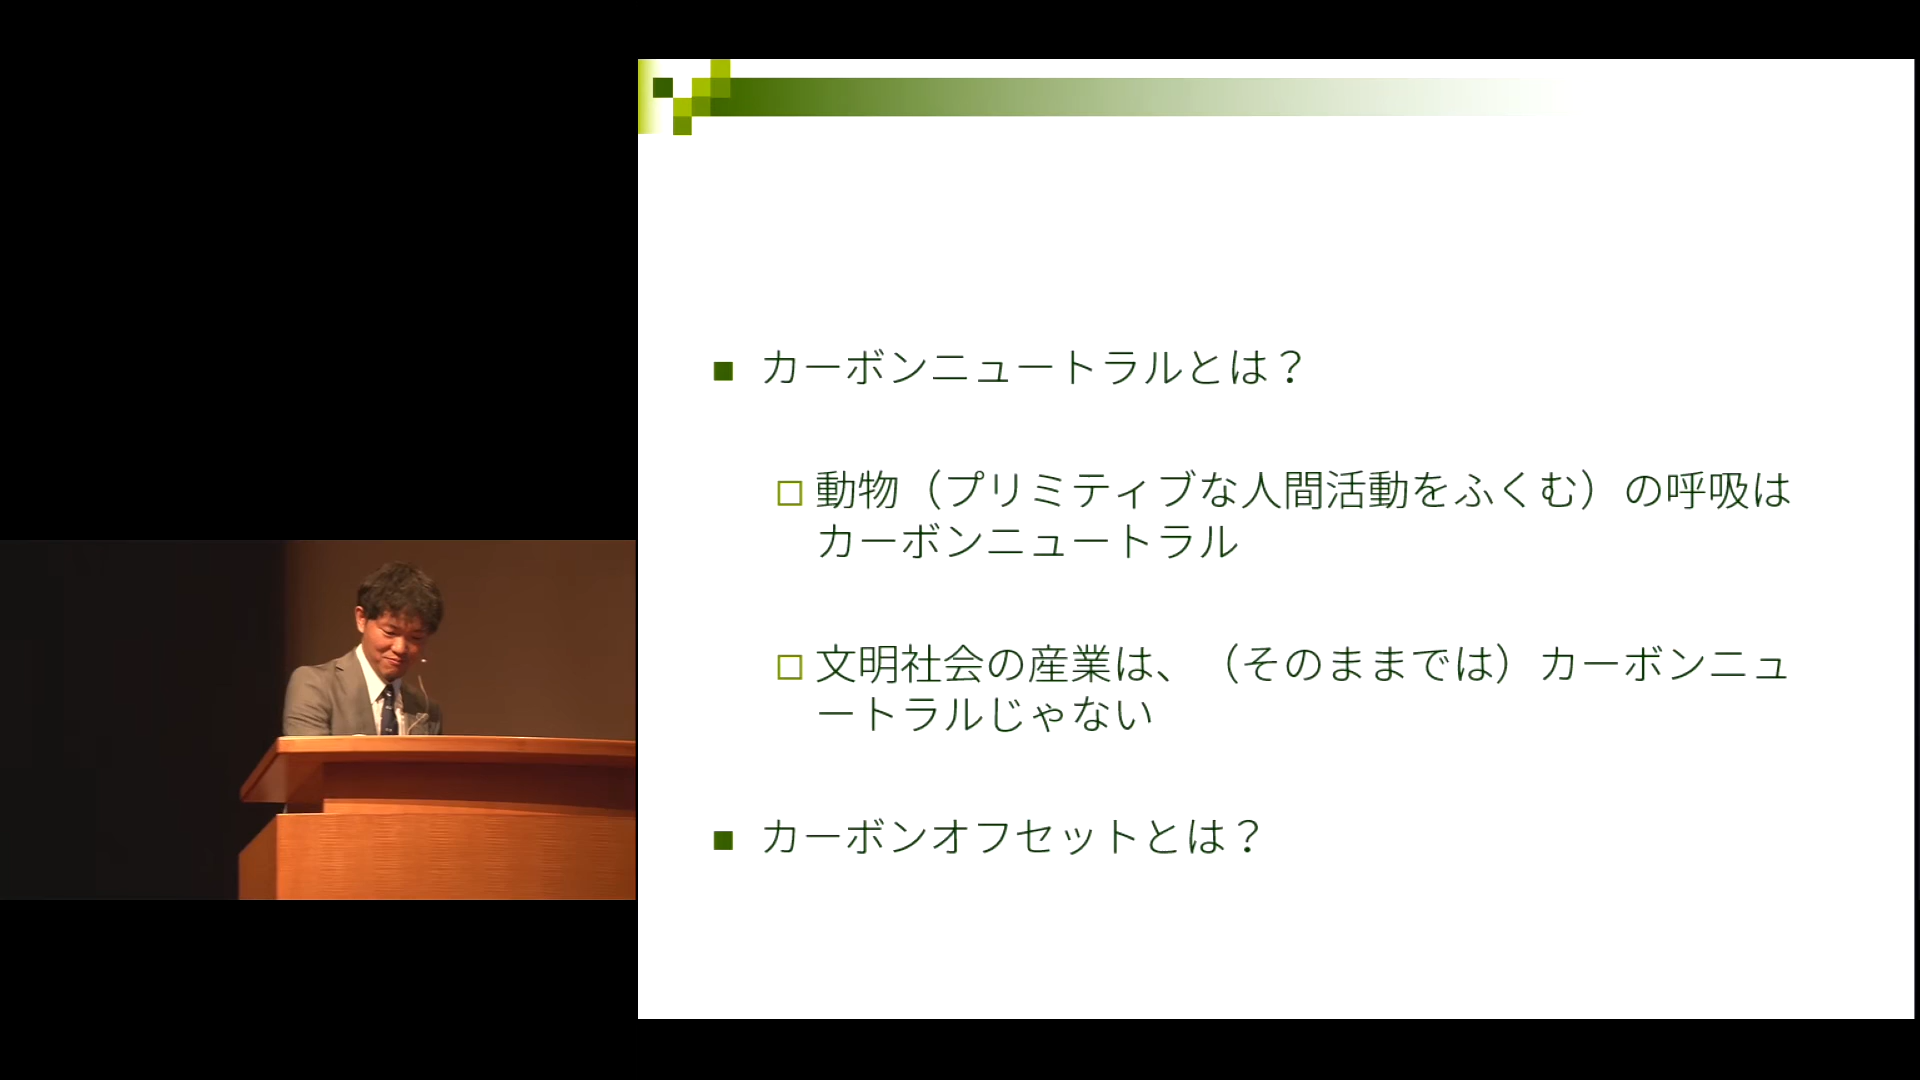 カーボンニュートラルとは？
動物（プリミティブな人間活動をふくむ）の呼吸は
カーボンニュートラル
文明社会の産業は、（そのままでは）カーボンニュ
ートラルじゃない
カーボンオフセットとは？